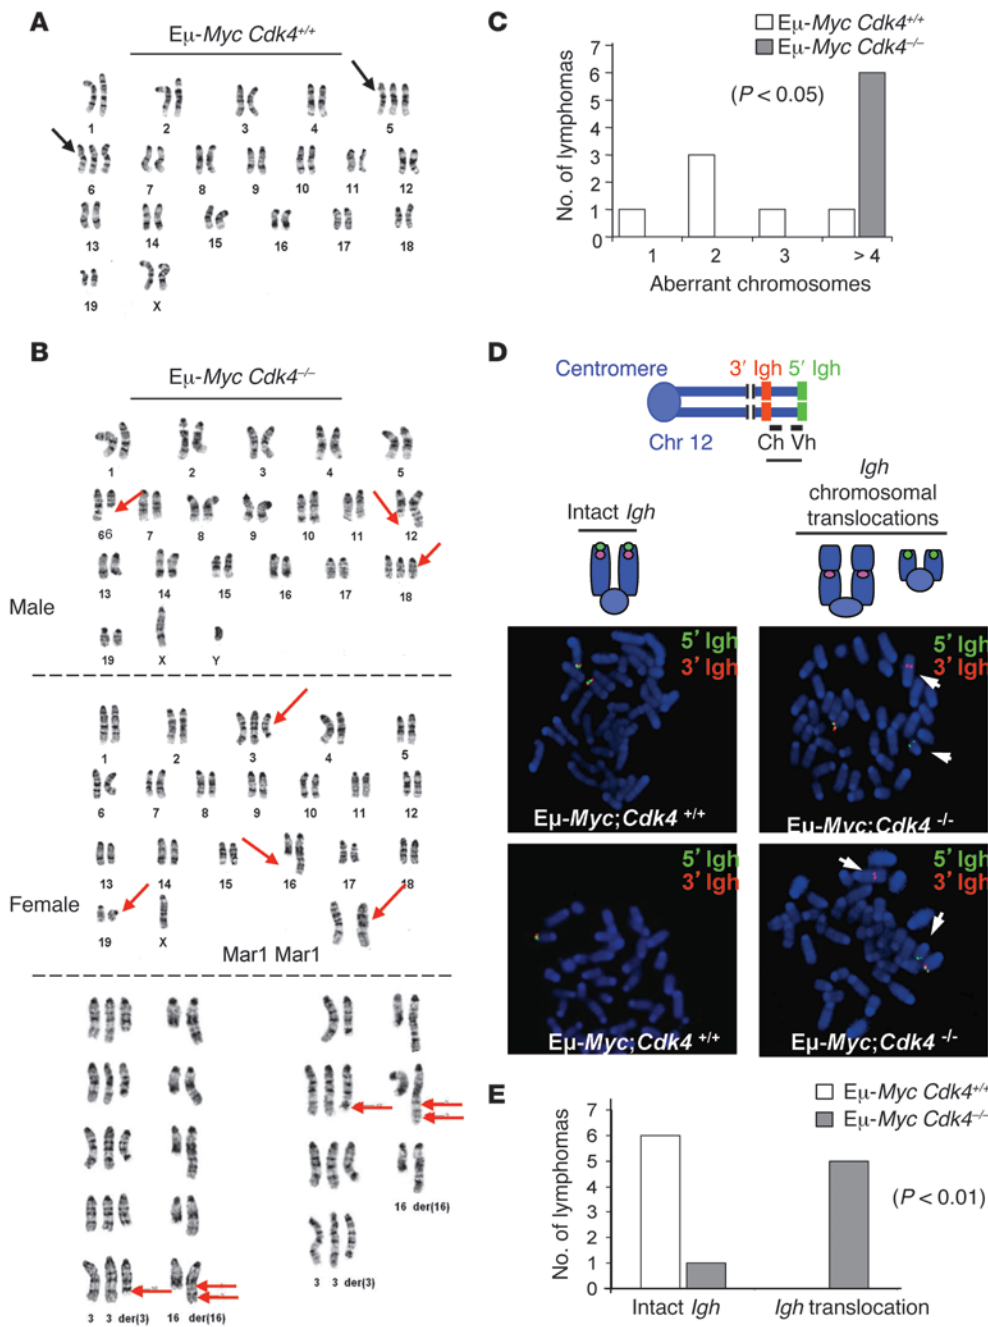 A
Eμ-Myc Cdk4+/+
1 2 3 4 5
6 7 8 9 10 11 12
13 14 15 16 17 18
19 X
B
Eμ-Myc Cdk4–/–
1 2 3 4 5
66 7 8 9 10 11 12
13 14 15 16 17 18
Male
19 X Y
1 2 3 4 5
6 7 8 9 10 11 12
13 14 15 16 17 18
Female
19 X
Mar1 Mar1
16 der(16)
3 3 der(3)
3 3 der(3) 16 der(16)
C
Eμ-Myc Cdk4+/+
Eμ-Myc Cdk4–/–
(P < 0.05)
No. of lymphomas
7
6
5
4
3
2
1
0
1 2 3 > 4
Aberrant chromosomes
D
Centromere 3′ Igh 5′ Igh
Chr 12 Ch Vh
Intact Igh
Igh
chromosomal
translocations
5′ Igh
3′ Igh
Eμ-Myc;Cdk4 +/+
5′ Igh
3′ Igh
Eμ-Myc;Cdk4 -/-
5′ Igh
3′ Igh
Eμ-Myc;Cdk4 +/+
5′ Igh
3′ Igh
Eμ-Myc;Cdk4 -/-
E
Eμ-Myc Cdk4+/+
Eμ-Myc Cdk4–/–
(P < 0.01)
No. of lymphomas
7
6
5
4
3
2
1
0
Intact Igh Igh translocation